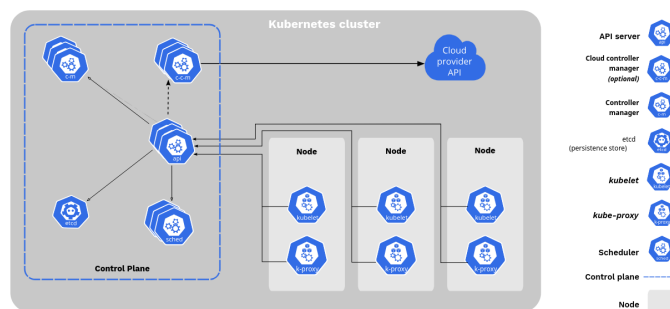 Kubernetes cluster
c-m
c-c-m
Cloud
provider
API
api
etcd
sched
Control Plane
Node
Node
Node
kubelet
kubelet
kubelet
k-proxy
k-proxy
k-proxy
API server
api
Cloud controller
manager
(optional)
c-c-m
Controller
manager
c-m
etcd
(persistence store)
etcd
kubelet
kubelet
kube-proxy
k-proxy
Scheduler
sched
Control plane
Node